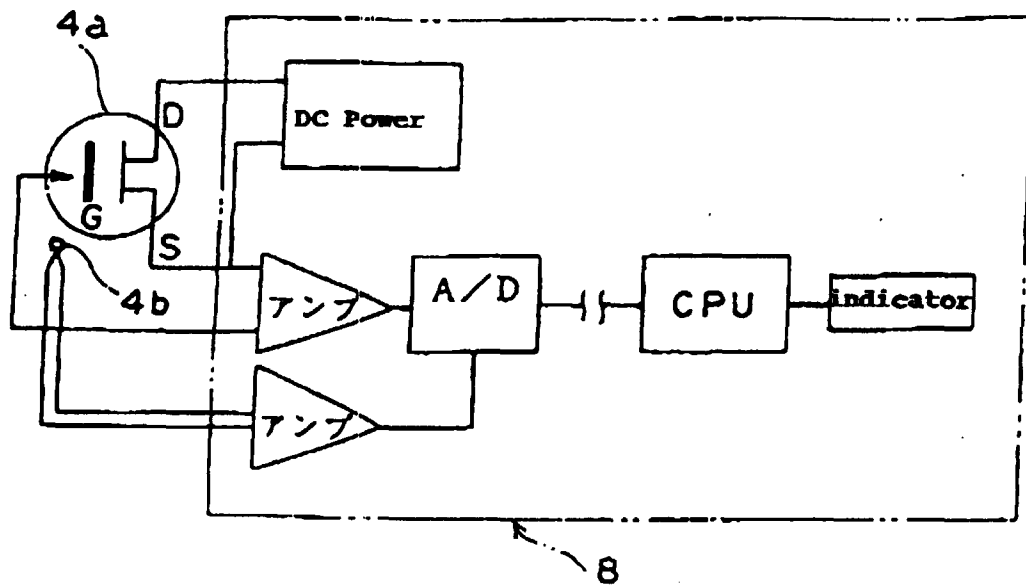 4a
D
DC Power
G
S
4b
アンプ
A/D
CPU
indicator
アンプ
8